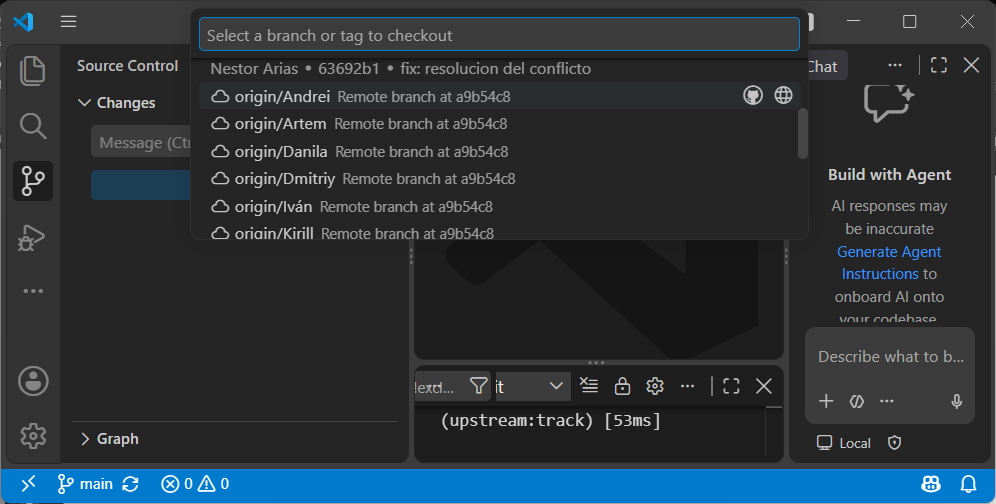 Select a branch or tag to checkout
Nestor Arias • 63692b1 • fix: resolucion del conflicto
origin/Andrei Remote branch at a9b54c8
origin/Artem Remote branch at a9b54c8
origin/Danila Remote branch at a9b54c8
origin/Dmitriy Remote branch at a9b54c8
origin/Iván Remote branch at a9b54c8
origin/Kirill Remote branch at a9b54c8
Source Control
Changes
Message (Ctr
Graph
(upstream:track) [53ms]
Chat
Build with Agent
AI responses may
be inaccurate
Generate Agent
Instructions to
onboard AI onto
your codebase
Describe what to b...
Local
main 0 0